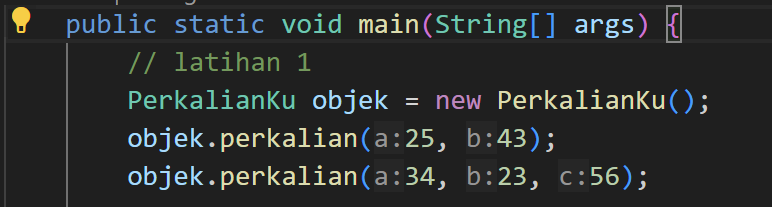 public static void main(String[] args) {
// latihan 1
PerkalianKu objek = new PerkalianKu();
objek.perkalian(a:25, b:43);
objek.perkalian(a:34, b:23, c:56);